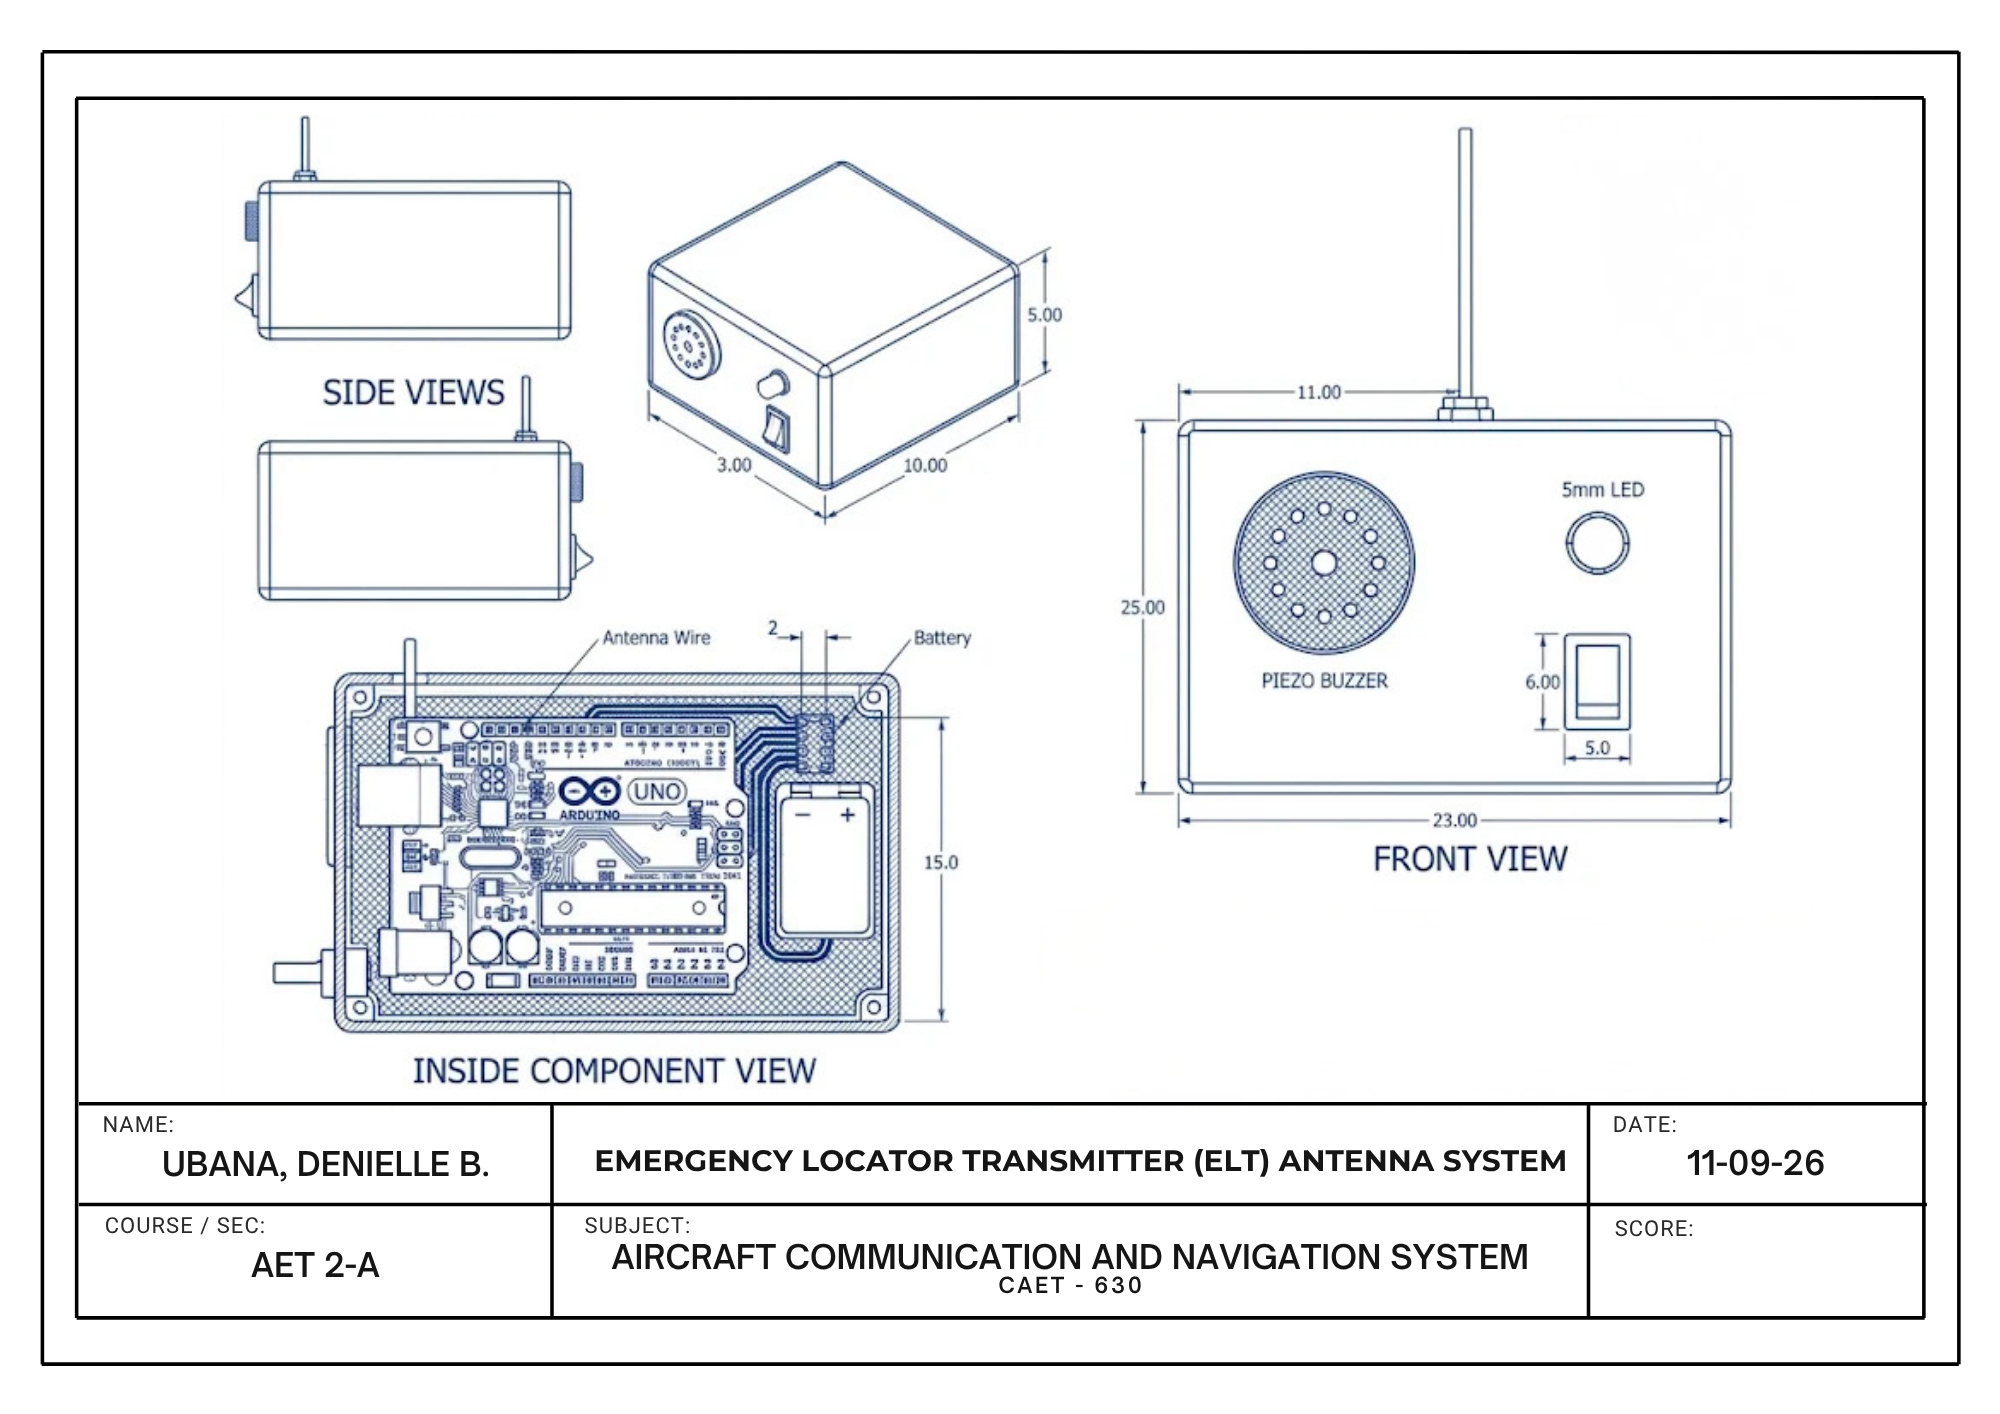 SIDE VIEWS
5.00
3.00
10.00
11.00
5mm LED
25.00
PIEZO BUZZER
6.00
5.0
23.00
FRONT VIEW
Antenna Wire
2
Battery
UNO
ARDUINO
- +
15.0
INSIDE COMPONENT VIEW
NAME:
UBANA, DENIELLE B.
EMERGENCY LOCATOR TRANSMITTER (ELT) ANTENNA SYSTEM
DATE:
11-09-26
COURSE / SEC:
AET 2-A
SUBJECT:
AIRCRAFT COMMUNICATION AND NAVIGATION SYSTEM
CAET - 630
SCORE: